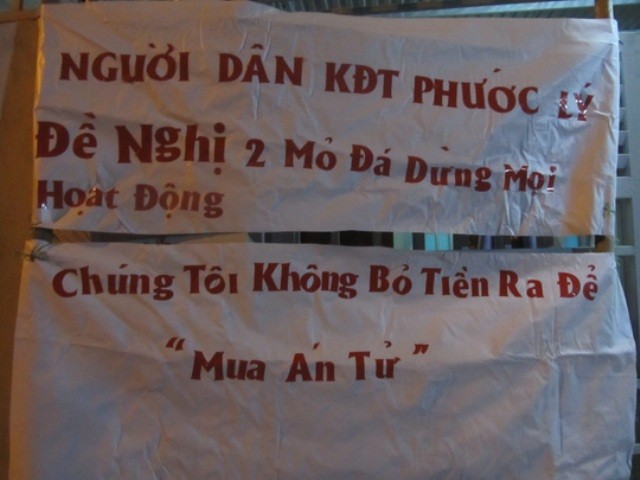 NGƯỜI DÂN KĐT PHƯỚC LÝ
Đề Nghị 2 Mỏ Đá Dừng Mọi
Hoạt Động
Chúng Tôi Không Bỏ Tiền Ra Để
“Mua Án Tử”